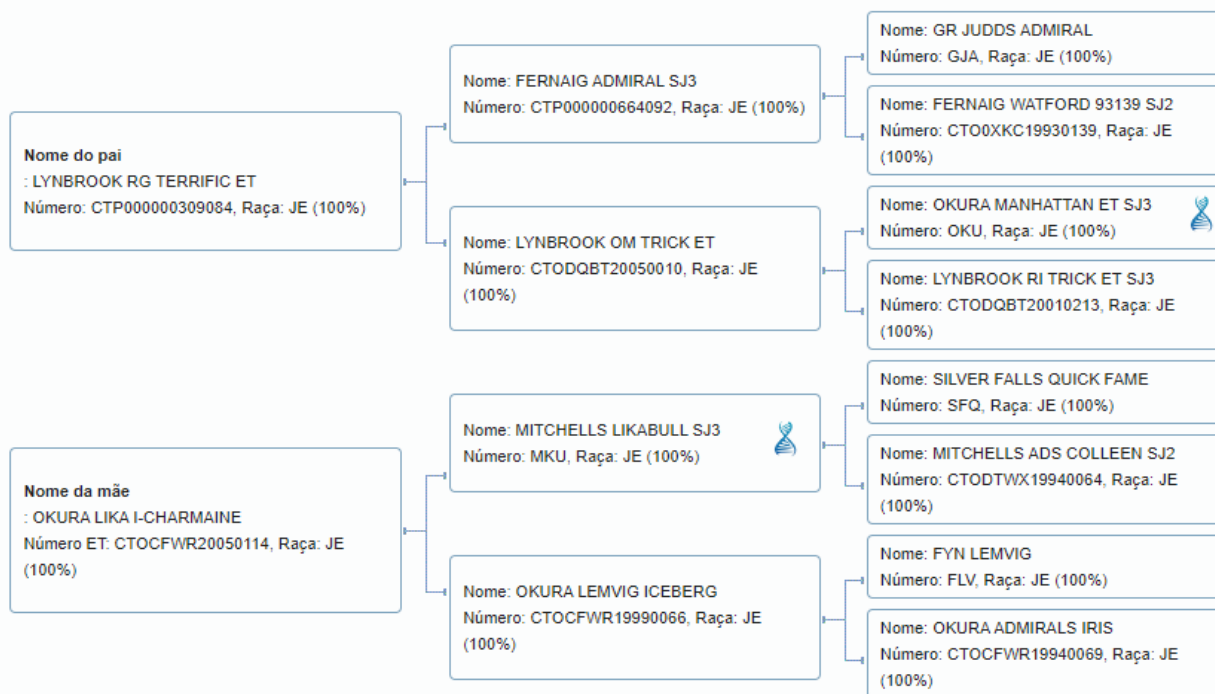 Nome do pai
: LYNBROOK RG TERRIFIC ET
Número: CTP000000309084, Raça: JE (100%)
Nome: FERNAIG ADMIRAL SJ3
Número: CTP000000664092, Raça: JE (100%)
Nome: GR JUDDS ADMIRAL
Número: GJA, Raça: JE (100%)
Nome: FERNAIG WATFORD 93139 SJ2
Número: CTO0XKC19930139, Raça: JE
(100%)
Nome: LYNBROOK OM TRICK ET
Número: CTODQBT20050010, Raça: JE
(100%)
Nome: OKURA MANHATTAN ET SJ3
Número: OKU, Raça: JE (100%)
Nome: LYNBROOK RI TRICK ET SJ3
Número: CTODQBT20010213, Raça: JE
(100%)
Nome da mãe
: OKURA LIKA I-CHARMAINE
Número ET: CTOCFWR20050114, Raça: JE
(100%)
Nome: MITCHELLS LIKABULL SJ3
Número: MKU, Raça: JE (100%)
Nome: SILVER FALLS QUICK FAME
Número: SFQ, Raça: JE (100%)
Nome: MITCHELLS ADS COLLEEN SJ2
Número: CTODTWX19940064, Raça: JE
(100%)
Nome: OKURA LEMVIG ICEBERG
Número: CTOCFWR19990066, Raça: JE
(100%)
Nome: FYN LEMVIG
Número: FLV, Raça: JE (100%)
Nome: OKURA ADMIRALS IRIS
Número: CTOCFWR19940069, Raça: JE
(100%)